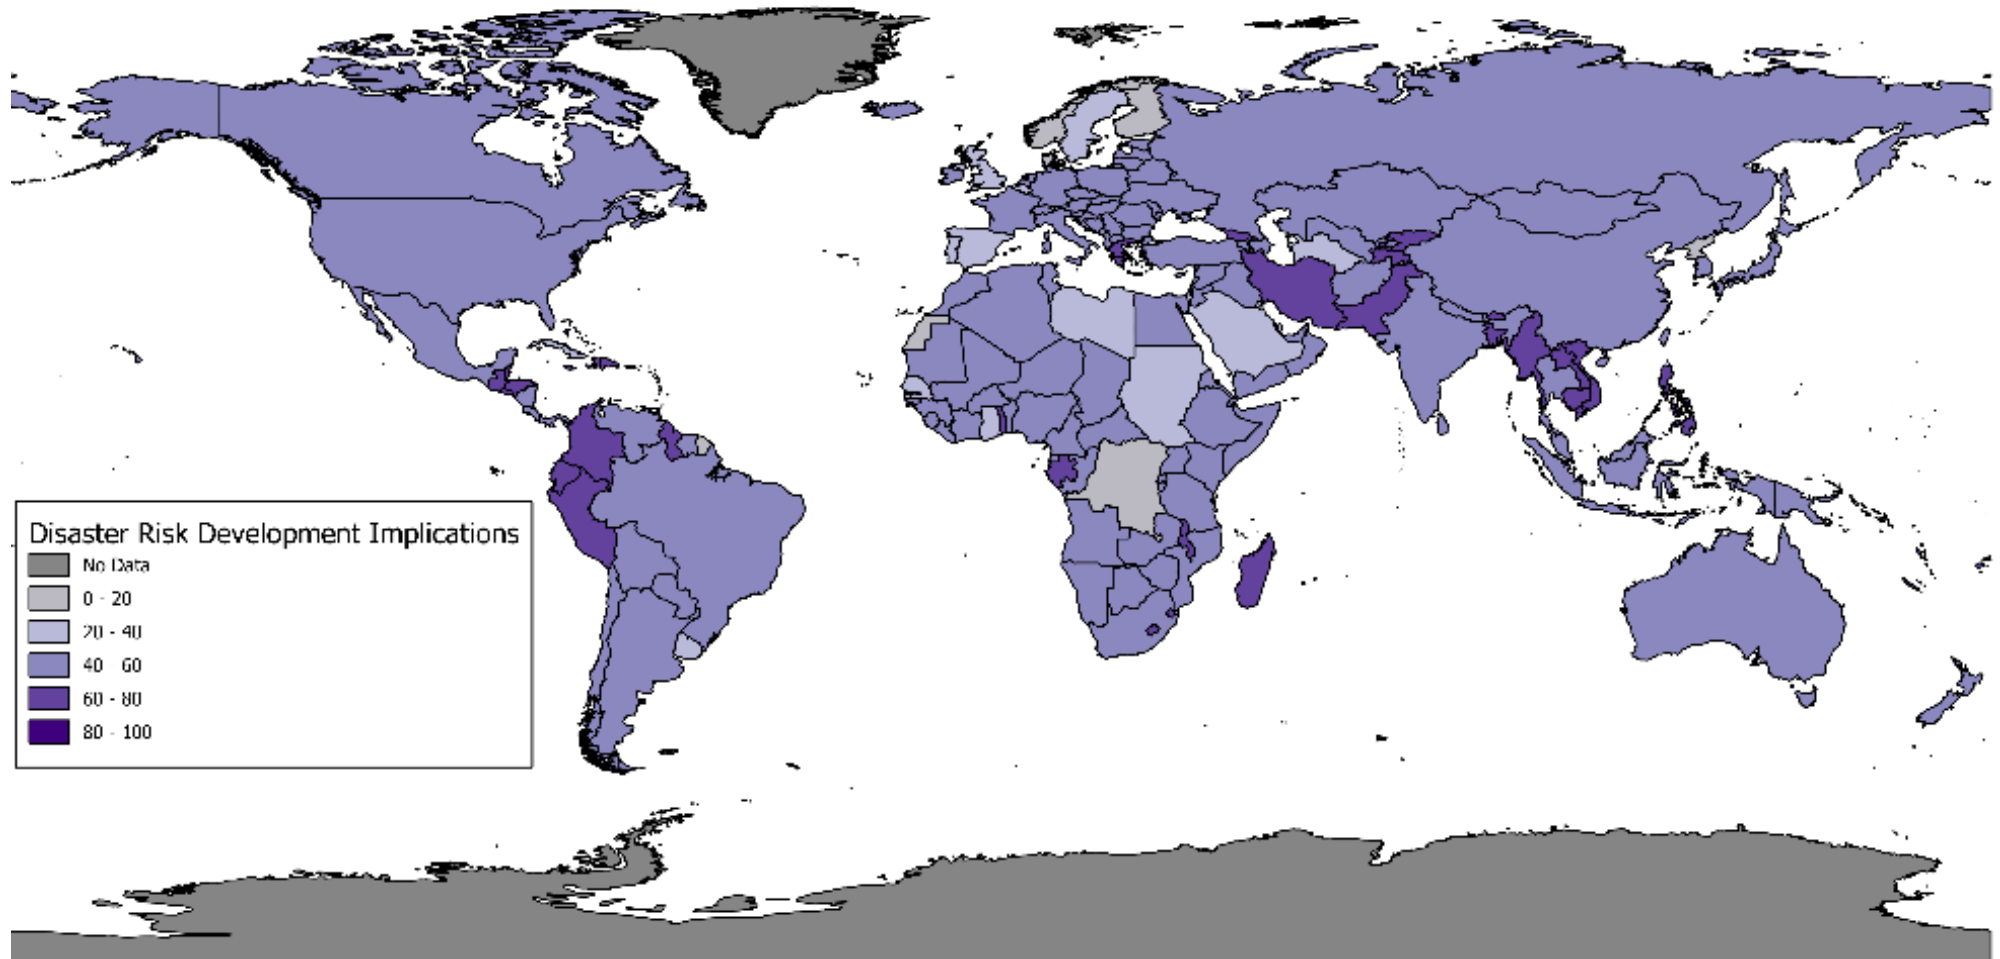 Disaster Risk Development Implications
No Data
0 - 20
20 - 40
40 60
60 - 80
80 - 100